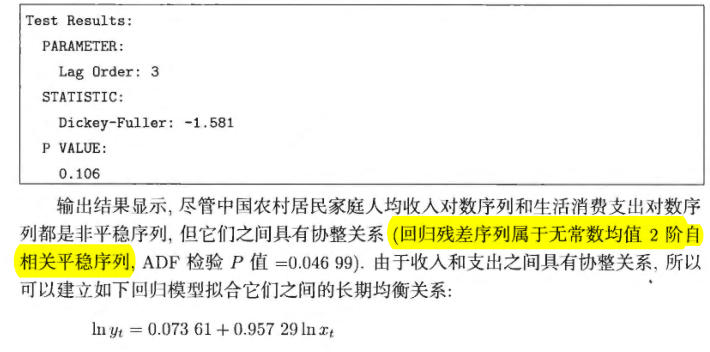 Test Results:
PARAMETER:
Lag Order: 3
STATISTIC:
Dickey-Fuller: -1.581
P VALUE:
0.106
输出结果显示, 尽管中国农村居民家庭人均收入对数序列和生活消费支出对数序
列都是非平稳序列, 但它们之间具有协整关系 (回归残差序列属于无常数均值 2 阶自
相关平稳序列, ADF 检验 P 值 =0.046 99). 由于收入和支出之间具有协整关系, 所以
可以建立如下回归模型拟合它们之间的长期均衡关系:
ln yt = 0.073 61 + 0.957 29 ln xt